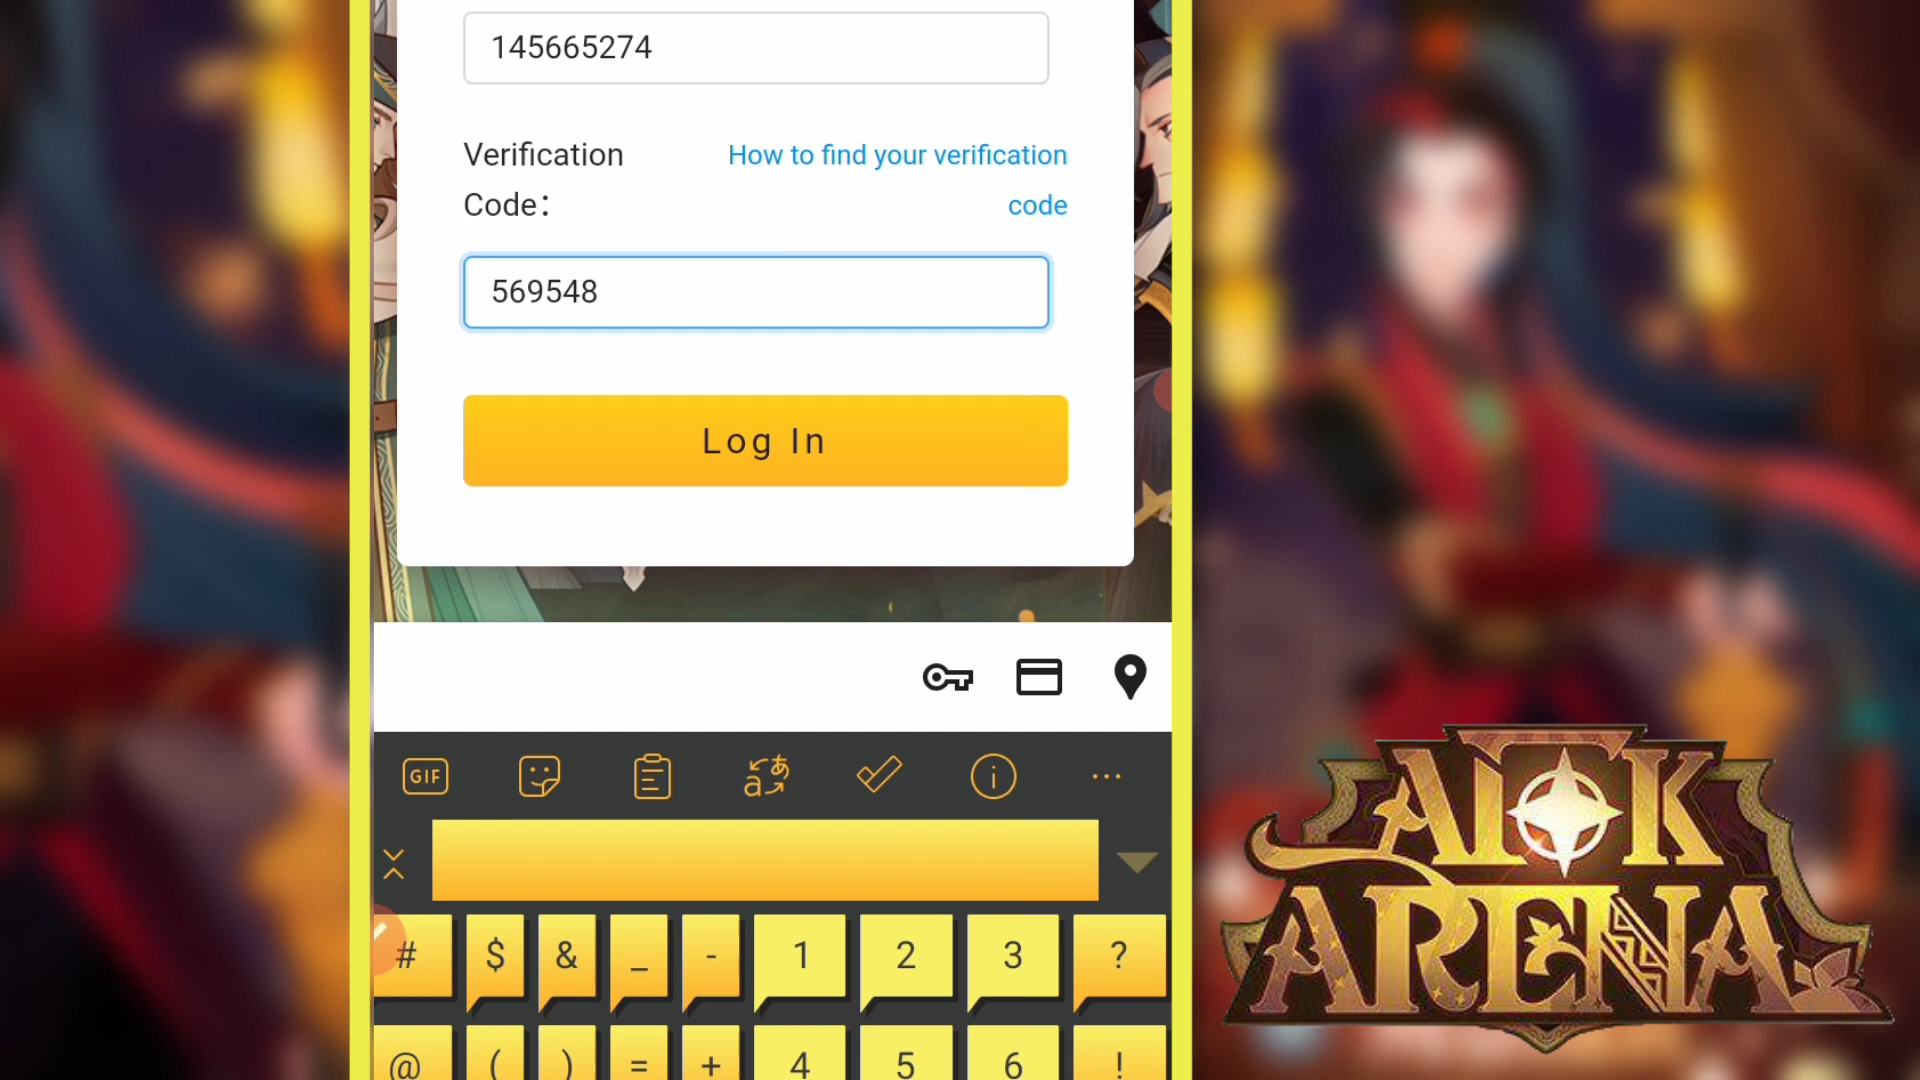 145665274
Verification
Code:
How to find your verification
code
569548
Log In
GIF
a あ
# $ & _ - 1 2 3 ?
@ ( ) = + 4 5 6 !
AFK
ARENA